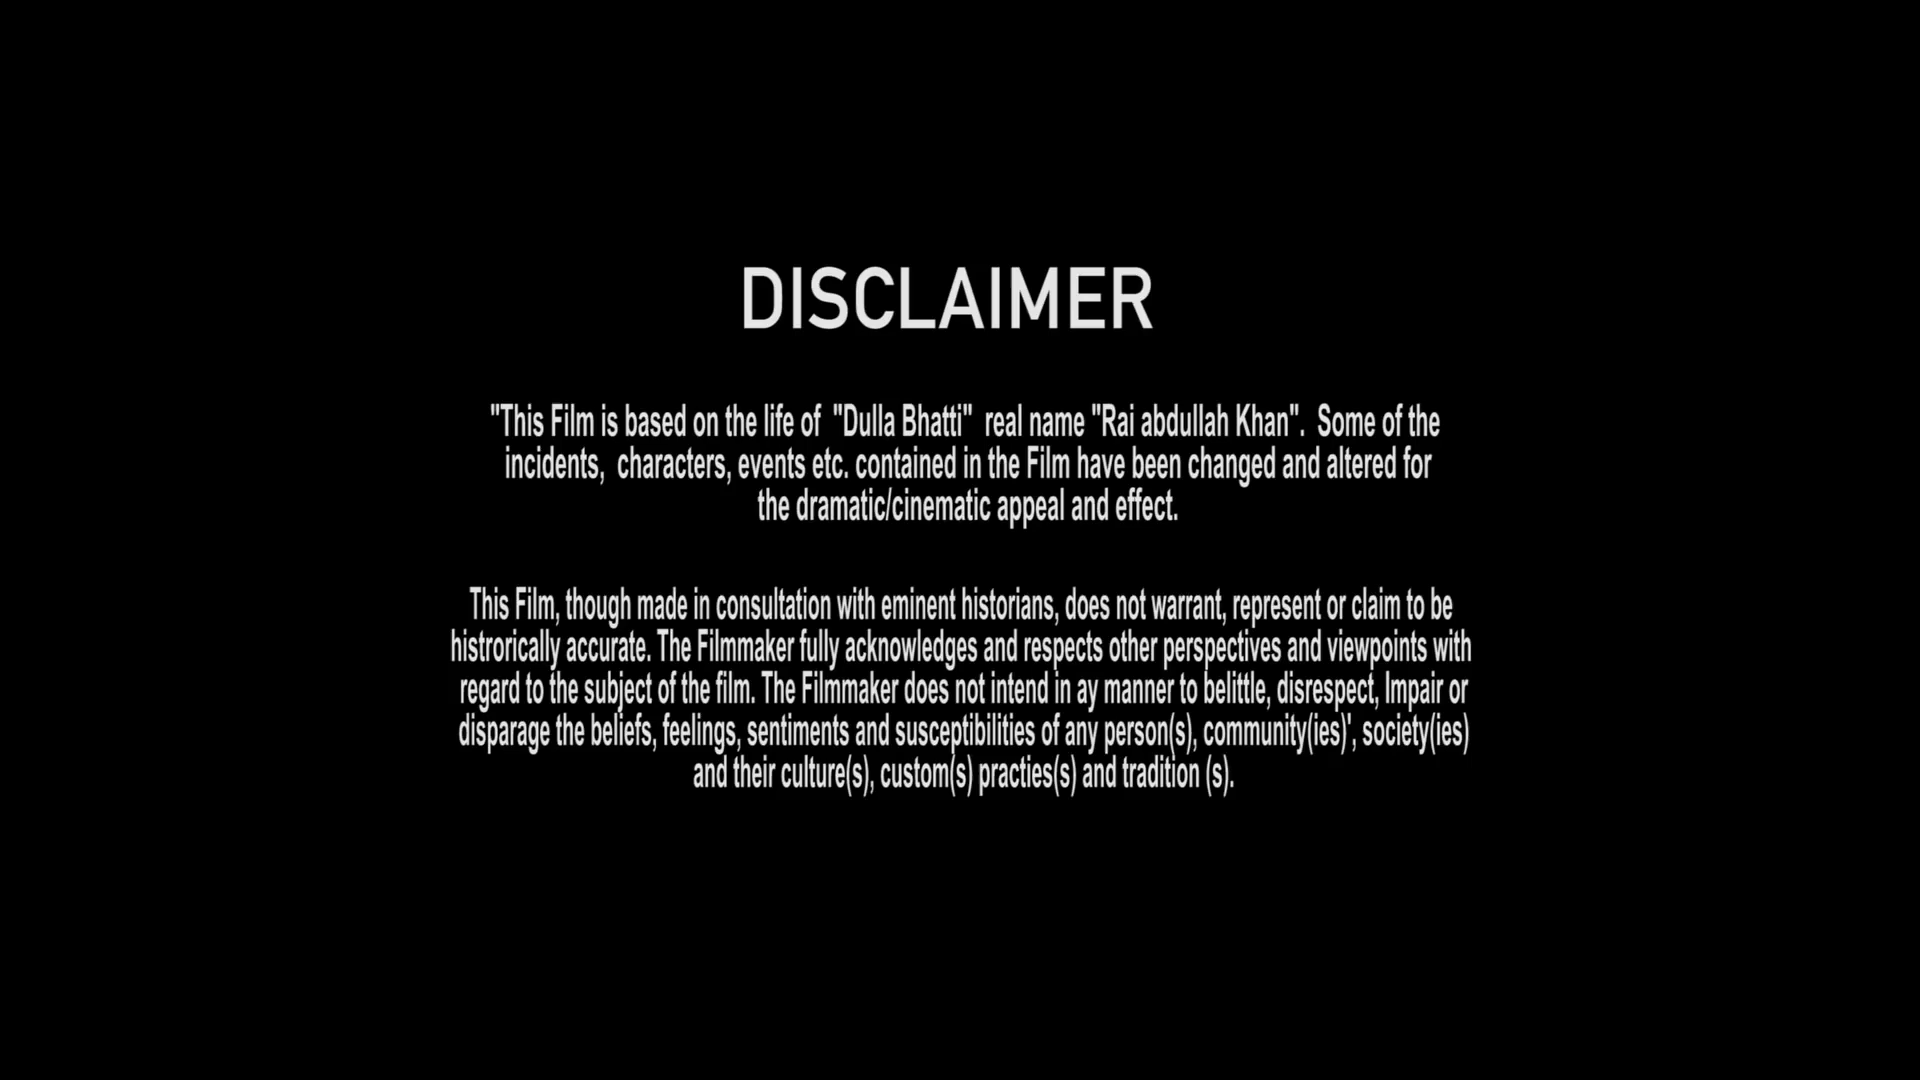 DISCLAIMER
"This Film is based on the life of  "Dulla Bhatti"  real name "Rai abdullah Khan".  Some of the
incidents,  characters, events etc. contained in the Film have been changed and altered for
the dramatic/cinematic appeal and effect.
This Film, though made in consultation with eminent historians, does not warrant, represent or claim to be
histrorically accurate. The Filmmaker fully acknowledges and respects other perspectives and viewpoints with
regard to the subject of the film. The Filmmaker does not intend in ay manner to belittle, disrespect, Impair or
disparage the beliefs, feelings, sentiments and susceptibilities of any person(s), community(ies)', society(ies)
and their culture(s), custom(s) practies(s) and tradition (s).